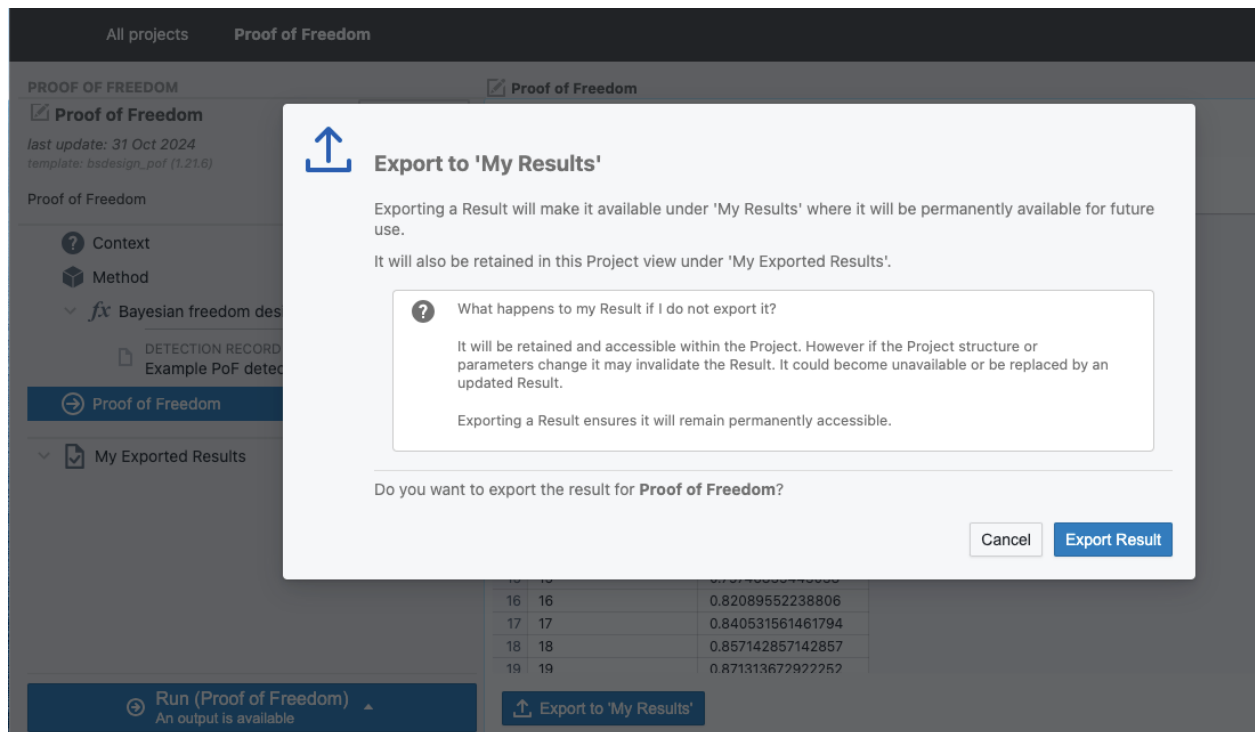 All projects Proof of Freedom
PROOF OF FREEDOM
Proof of Freedom
last update: 31 Oct 2024
template: bsdesign_pof (1.21.6)
Proof of Freedom
Context
Method
fx Bayesian freedom des
DETECTION RECORD
Example PoF detec
Proof of Freedom
My Exported Results
Run (Proof of Freedom)
An output is available
Proof of Freedom
Export to 'My Results'
Exporting a Result will make it available under 'My Results' where it will be permanently available for future
use.
It will also be retained in this Project view under 'My Exported Results'.
?
What happens to my Result if I do not export it?
It will be retained and accessible within the Project. However if the Project structure or
parameters change it may invalidate the Result. It could become unavailable or be replaced by an
updated Result.
Exporting a Result ensures it will remain permanently accessible.
Do you want to export the result for Proof of Freedom?
Cancel Export Result
16 16 0.82089552238806
17 17 0.840531561461794
18 18 0.857142857142857
19 19 0.871313672922252
Export to 'My Results'